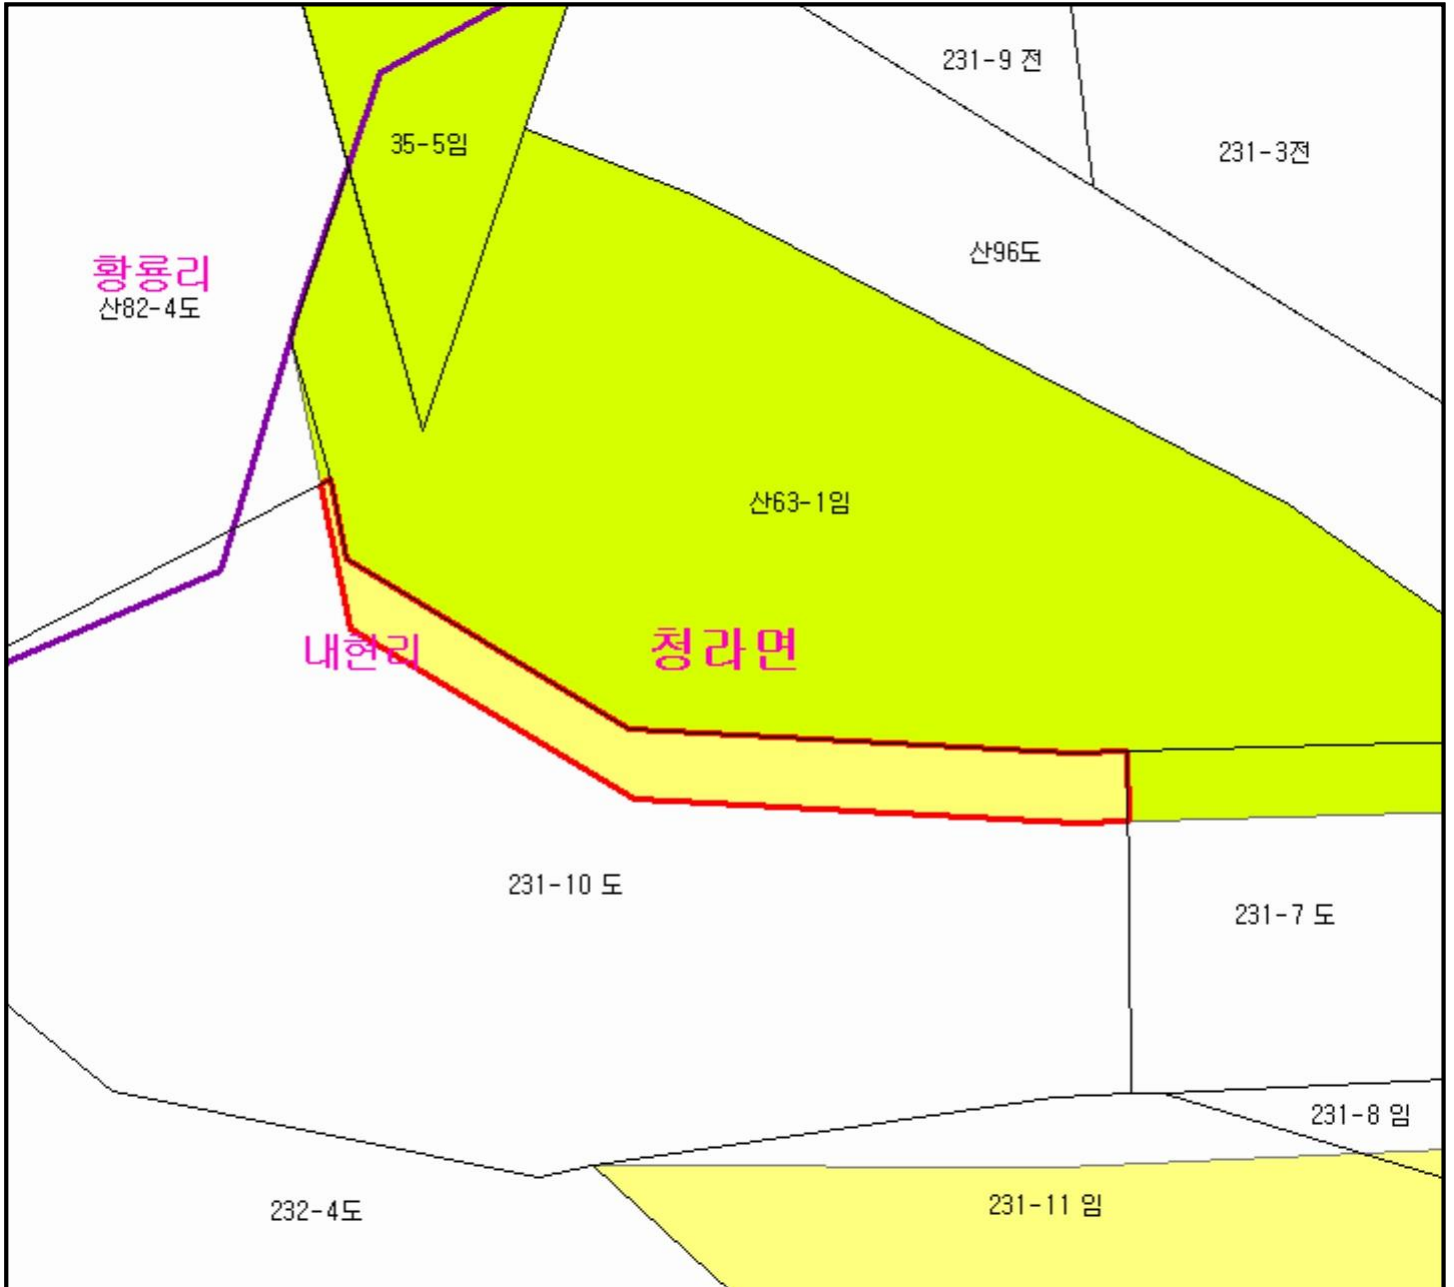 231-9 전
35-5임
231-3전
산96도
황룡리
산82-4도
산63-1임
내현리
청라면
231-10 도
231-7 도
231-8 임
231-11 임
232-4도